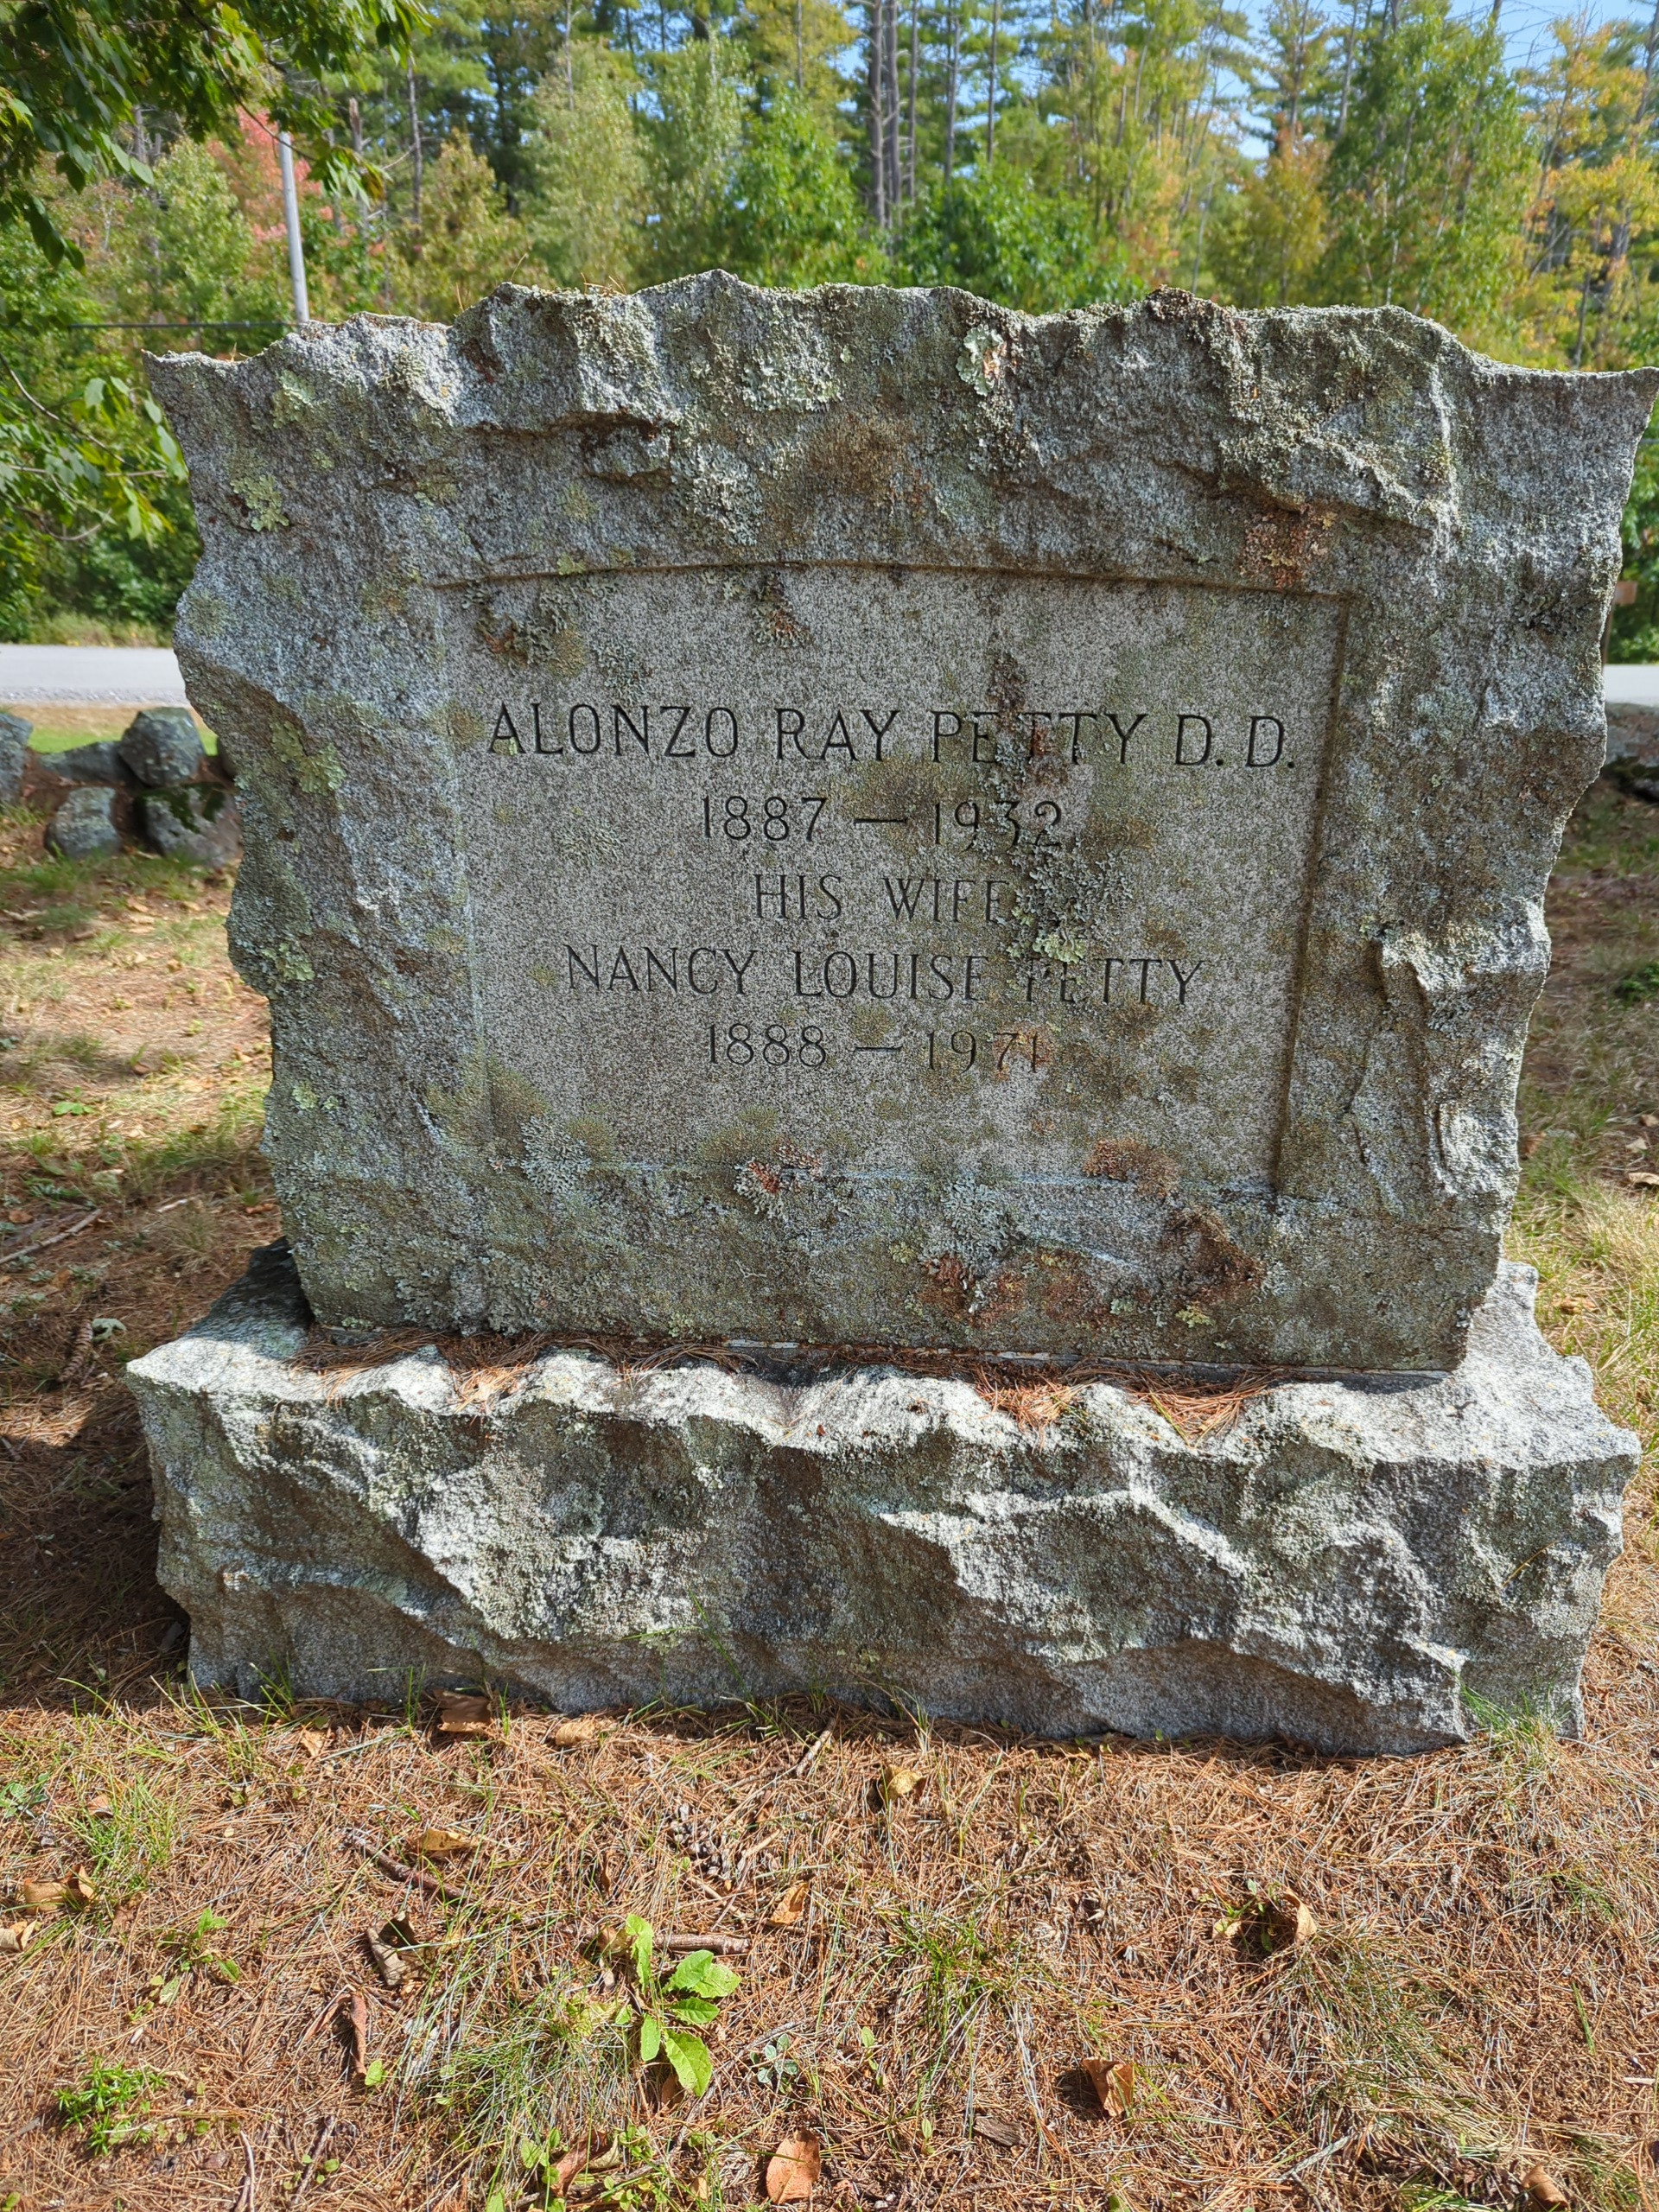 ALONZO RAY PETTY D.D.
1887 — 1932
HIS WIFE
NANCY LOUISE PETTY
1888 — 1971